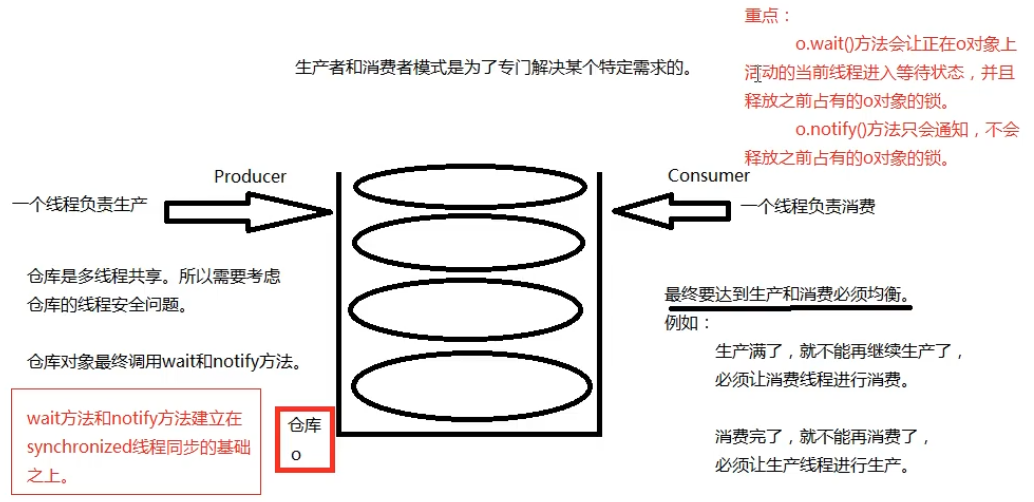 重点：
o.wait()方法会让正在o对象上
活动的当前线程进入等待状态，并且
释放之前占有的o对象的锁。
o.notify()方法只会通知，不会
释放之前占有的o对象的锁。
生产者和消费者模式是为了专门解决某个特定需求的。
Producer
Consumer
一个线程负责生产
一个线程负责消费
仓库是多线程共享。所以需要考虑
仓库的线程安全问题。
仓库对象最终调用wait和notify方法。
wait方法和notify方法建立在
synchronized线程同步的基础
之上。
仓库
o
最终要达到生产和消费必须均衡。
例如：
生产满了，就不能再继续生产了，
必须让消费线程进行消费。
消费完了，就不能再消费了，
必须让生产线程进行生产。